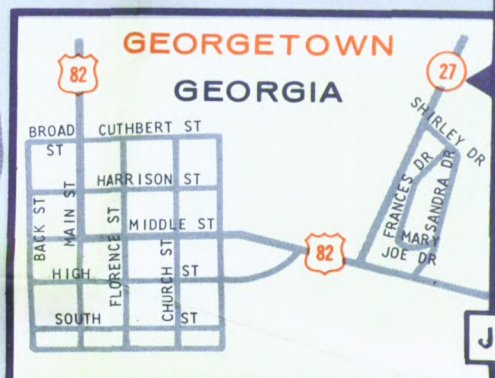 GEORGETOWN
GEORGIA
82
27
BROAD ST
CUTHBERT ST
SHIRLEY DR
HARRISON ST
BACK ST
MAIN ST
FLORENCE ST
MIDDLE ST
CHURCH ST
FRANCES DR
SANDRA DR
MARY JOE DR
82
HIGH ST
SOUTH ST
J